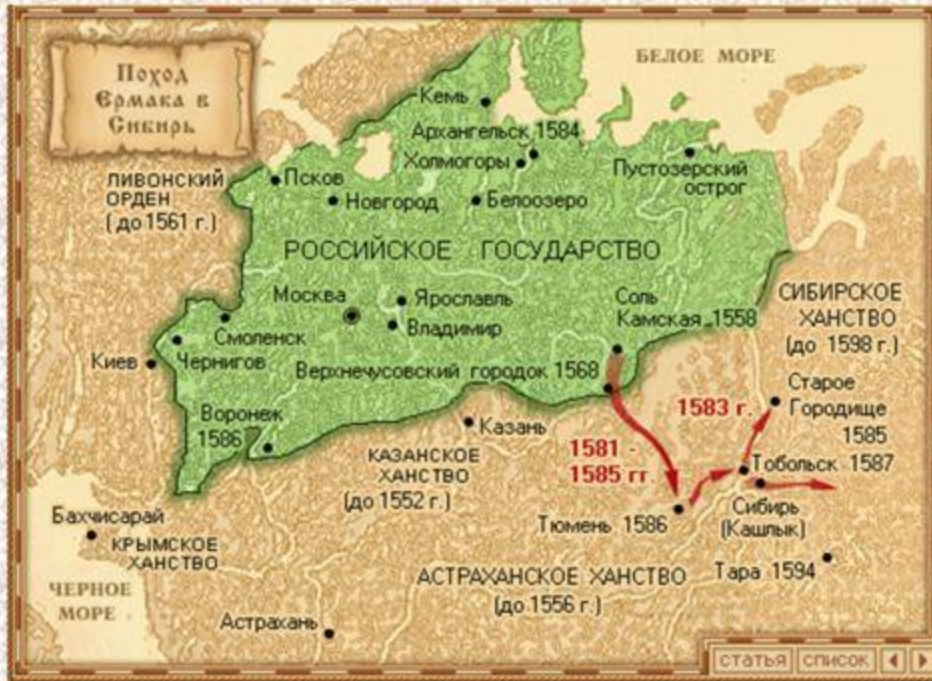 Поход
Ермака в
Сибирь
БЕЛОЕ МОРЕ
Кемь
Архангельск 1584
Холмогоры
Пустозерский
острог
ЛИВОНСКИЙ
ОРДЕН
(до 1561 г.)
Псков
Новгород
Белоозеро
РОССИЙСКОЕ ГОСУДАРСТВО
Москва
Ярославль
Владимир
Соль
Камская 1558
СИБИРСКОЕ
ХАНСТВО
(до 1598 г.)
Смоленск
Киев
Чернигов
Верхнечусовский городок 1568
Старое
Городище
1585
1583 г.
Воронеж
1586
Казань
КАЗАНСКОЕ
ХАНСТВО
(до 1552 г.)
1581 -
1585 гг.
Тобольск 1587
Сибирь
(Кашлык)
Тюмень 1586
Бахчисарай
КРЫМСКОЕ
ХАНСТВО
АСТРАХАНСКОЕ ХАНСТВО
(до 1556 г.)
Тара 1594
ЧЕРНОЕ
МОРЕ
Астрахань
статья список